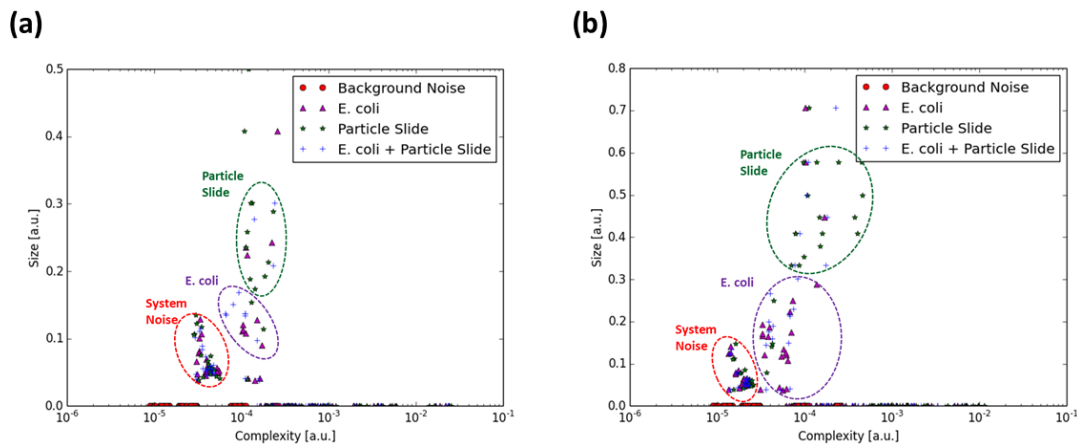 (a)
0.5
0.4
0.3
0.2
0.1
0.0
Size [a.u.]
10^-6
10^-5
10^-4
10^-3
10^-2
10^-1
Complexity [a.u.]
Background Noise
E. coli
Particle Slide
E. coli + Particle Slide
Particle
Slide
E. coli
System
Noise
(b)
0.8
0.7
0.6
0.5
0.4
0.3
0.2
0.1
0.0
Size [a.u.]
10^-6
10^-5
10^-4
10^-3
10^-2
10^-1
Complexity [a.u.]
Background Noise
E. coli
Particle Slide
E. coli + Particle Slide
Particle
Slide
E. coli
System
Noise